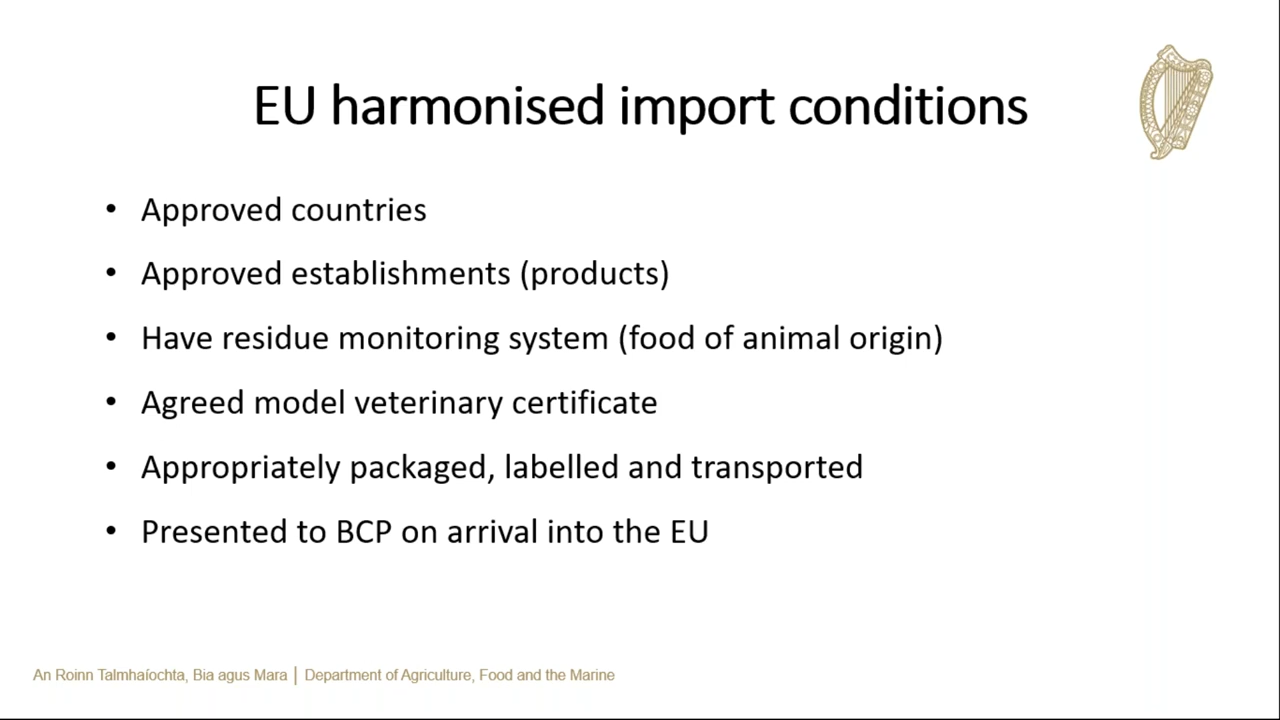 EU harmonised import conditions
• Approved countries
• Approved establishments (products)
• Have residue monitoring system (food of animal origin)
• Agreed model veterinary certificate
• Appropriately packaged, labelled and transported
• Presented to BCP on arrival into the EU
An Roinn Talmhaíochta, Bia agus Mara | Department of Agriculture, Food and the Marine